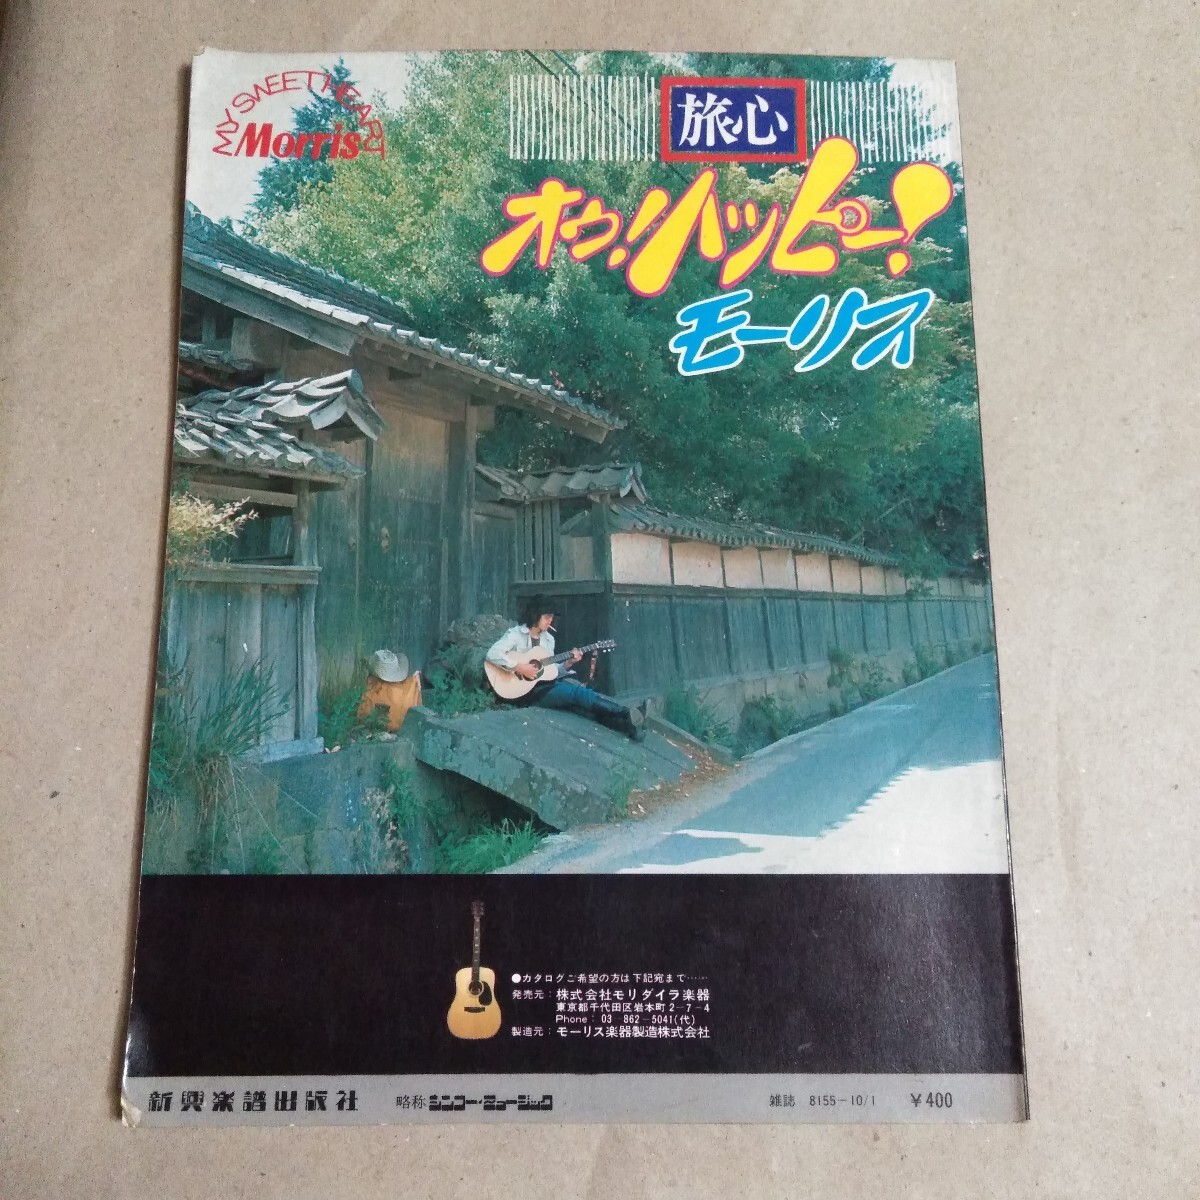 MY SWEET HEART
Morris
旅心
オゥ!ハッピー!
モーリス
●カタログご希望の方は下記宛まで……
発売元:株式会社モリダイラ楽器
東京都千代田区岩本町2-7-4
Phone:03 862-5041(代)
製造元:モーリス楽器製造株式会社
新興楽譜出版社 略称 シンコー・ミュージック 雑誌 8155-10/1 ¥400